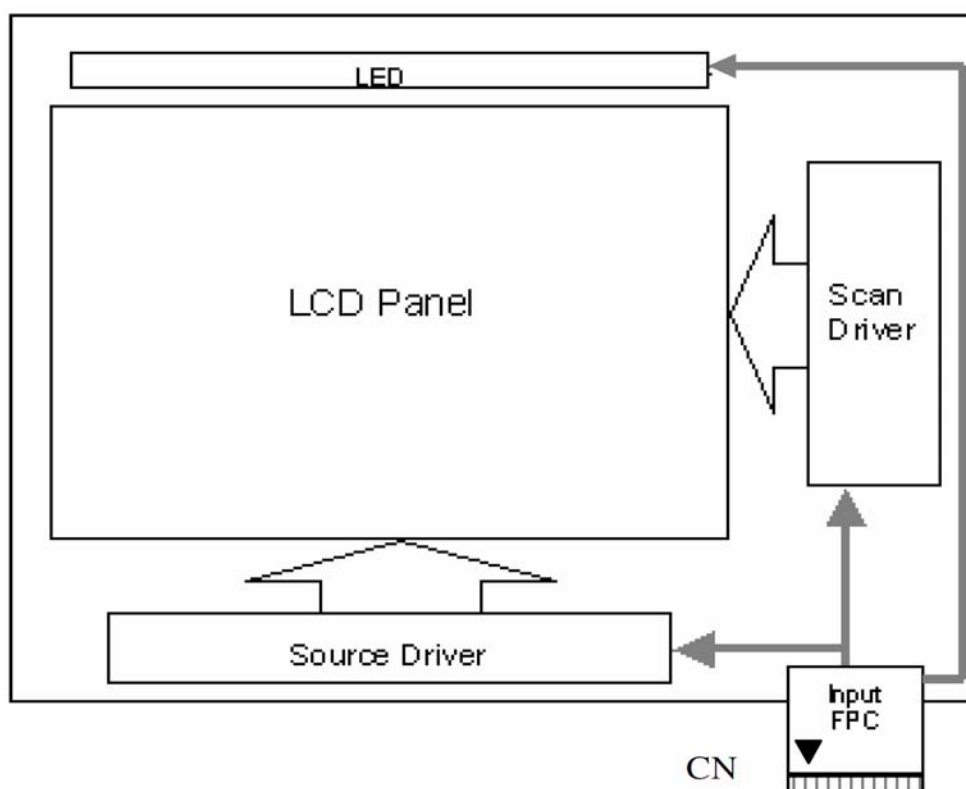 LED
LCD Panel
Scan
Driver
Source Driver
Input
FPC
CN